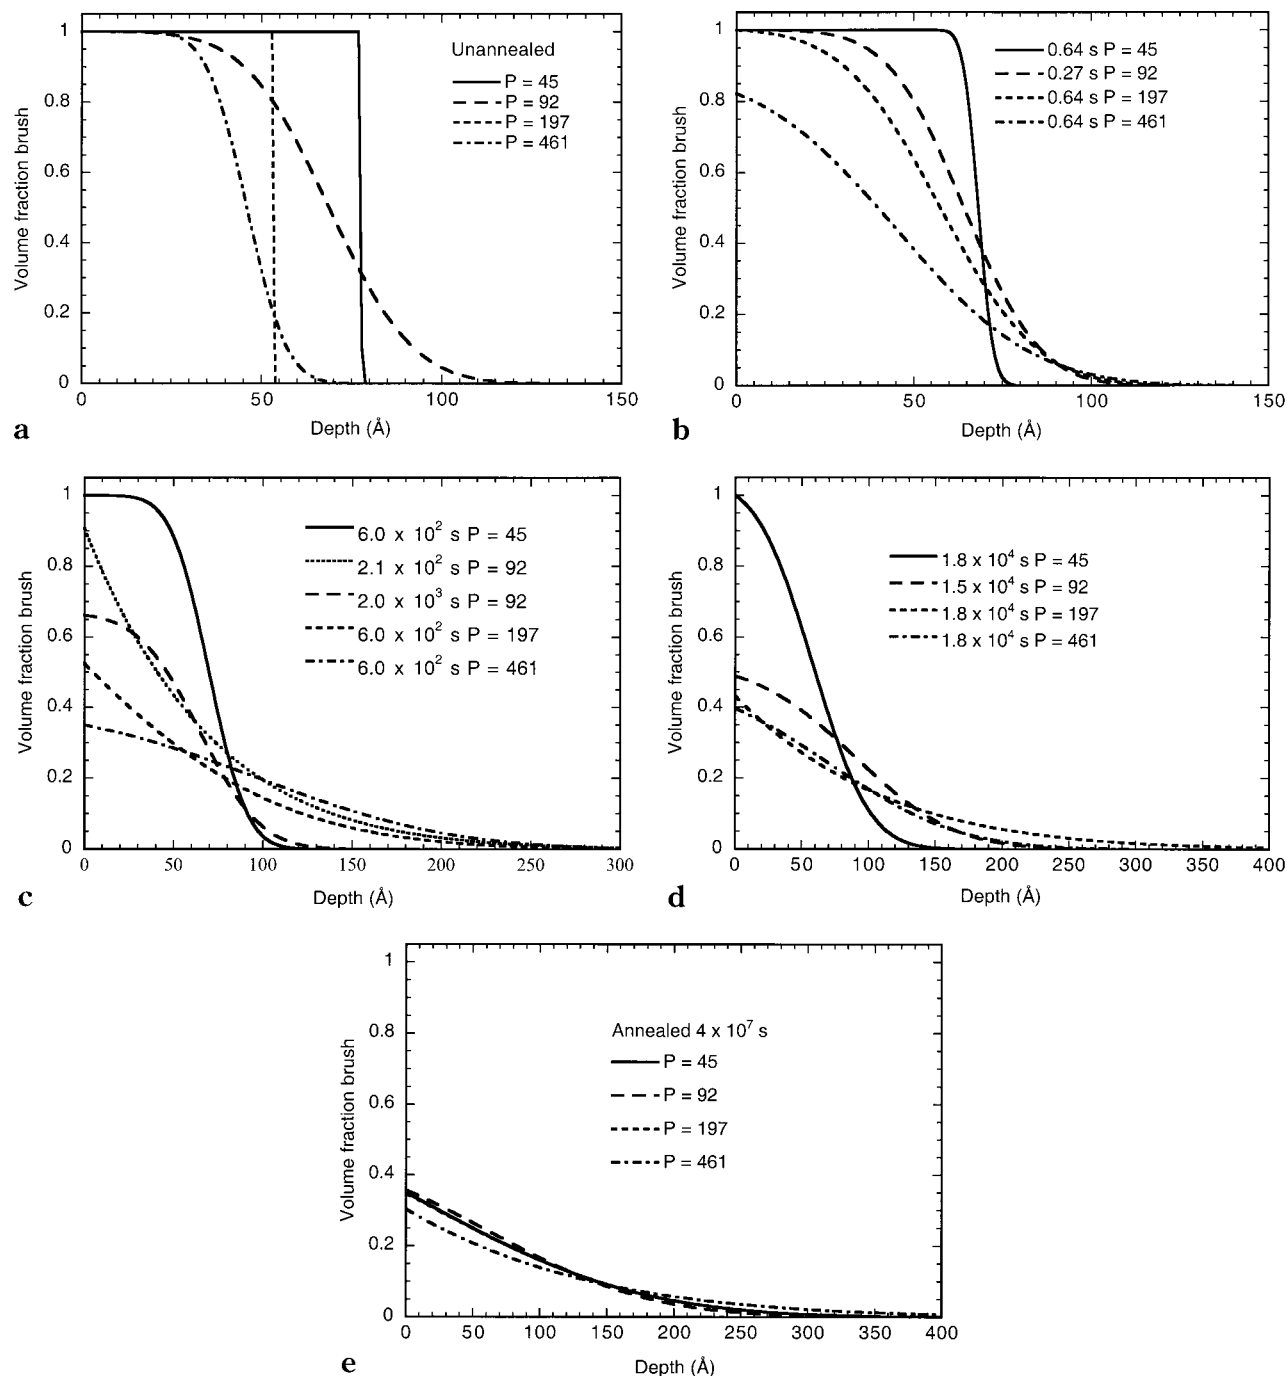 1
0.8
0.6
0.4
0.2
0
Volume fraction brush
Unannealed
P = 45
P = 92
P = 197
P = 461
0 50 100 150
Depth (Å)
a
1
0.8
0.6
0.4
0.2
0
Volume fraction brush
0.64 s P = 45
0.27 s P = 92
0.64 s P = 197
0.64 s P = 461
0 50 100 150
Depth (Å)
b
1
0.8
0.6
0.4
0.2
0
Volume fraction brush
6.0 x 10² s P = 45
2.1 x 10² s P = 92
2.0 x 10³ s P = 92
6.0 x 10² s P = 197
6.0 x 10² s P = 461
0 50 100 150 200 250 300
Depth (Å)
c
1
0.8
0.6
0.4
0.2
0
Volume fraction brush
1.8 x 10⁴ s P = 45
1.5 x 10⁴ s P = 92
1.8 x 10⁴ s P = 197
1.8 x 10⁴ s P = 461
0 50 100 150 200 250 300 350 400
Depth (Å)
d
1
0.8
0.6
0.4
0.2
0
Volume fraction brush
Annealed 4 x 10⁷ s
P = 45
P = 92
P = 197
P = 461
0 50 100 150 200 250 300 350 400
Depth (Å)
e